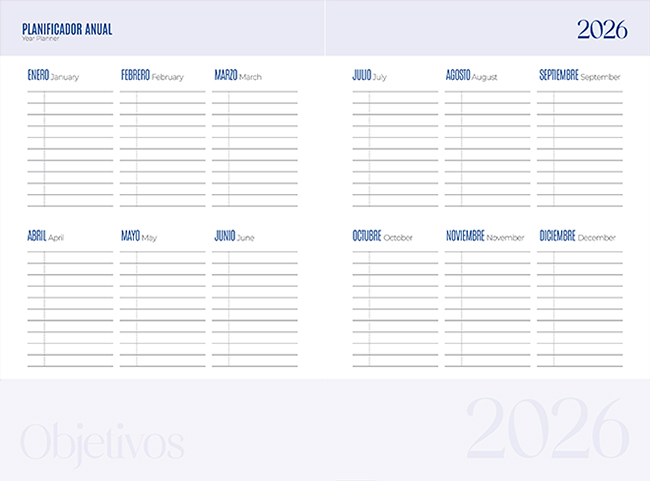 PLANIFICADOR ANUAL
Year Planner
2026
ENERO January
FEBRERO February
MARZO March
JULIO July
AGOSTO August
SEPTIEMBRE September
ABRIL April
MAYO May
JUNIO June
OCTUBRE October
NOVIEMBRE November
DICIEMBRE December
Objetivos
2026